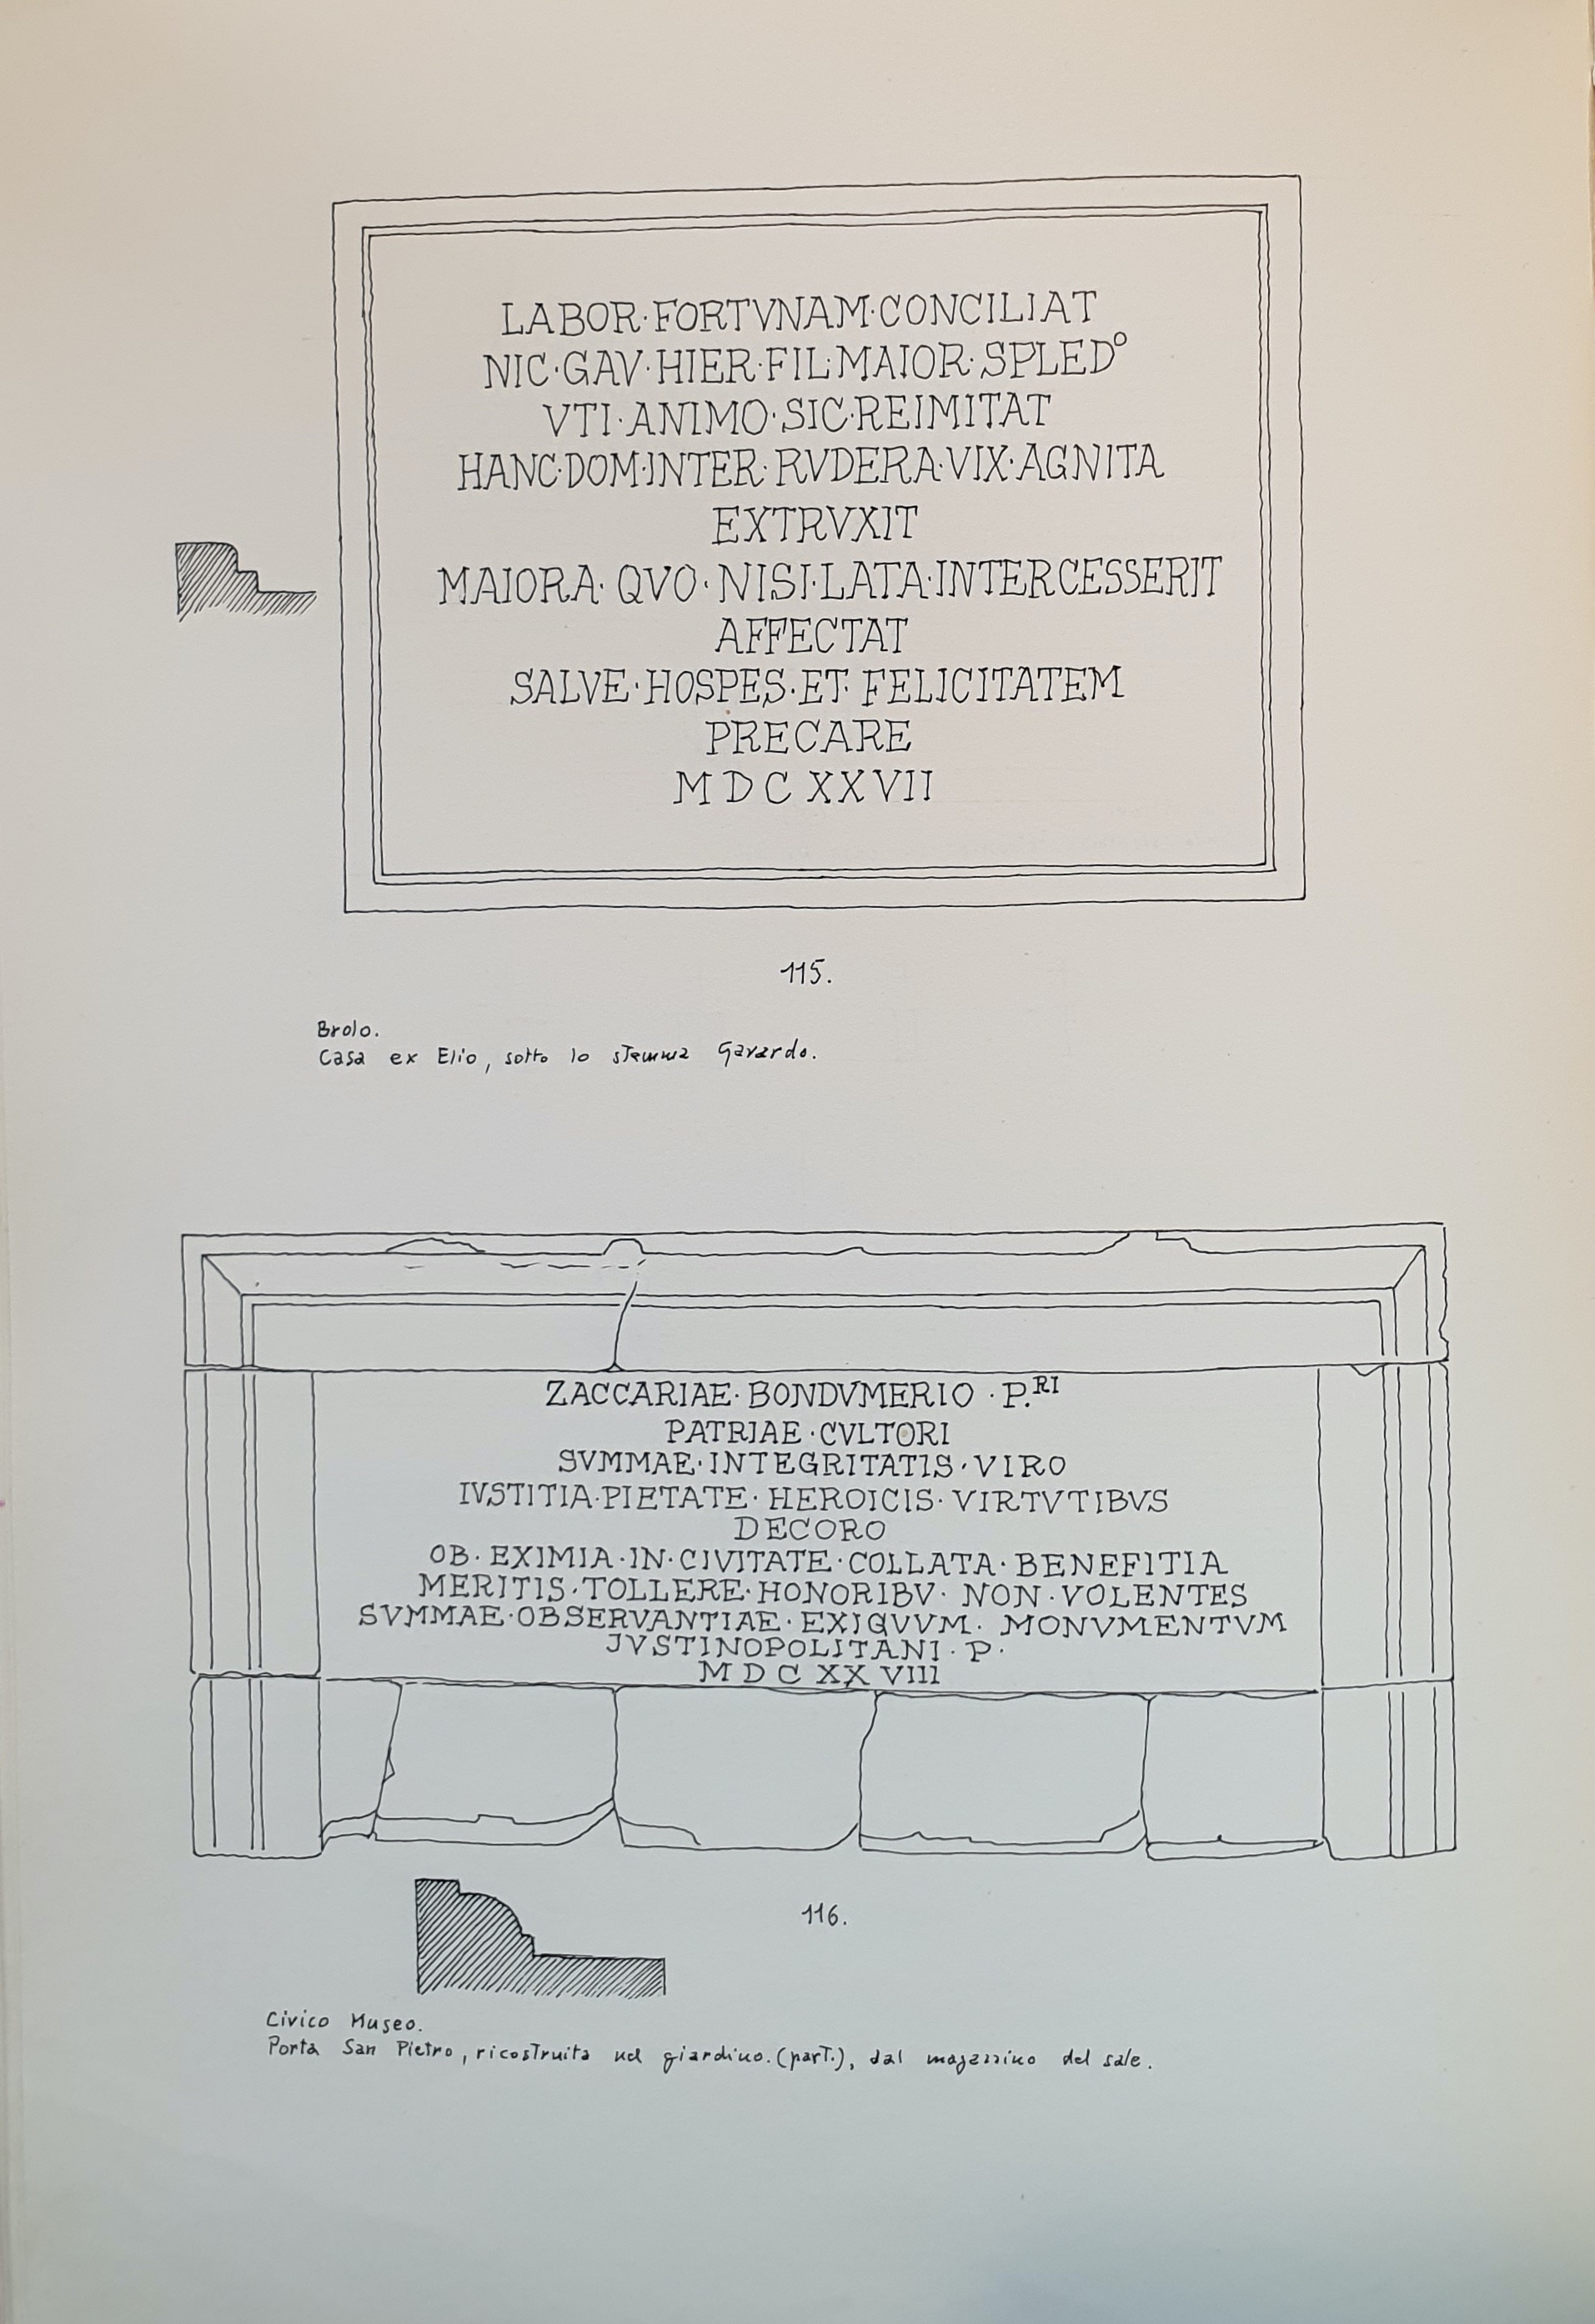 LABOR·FORTVNAM·CONCILIAT
NIC·GAV·HIER·FIL·MAIOR·SPLED°
VTI·ANIMO·SIC·REIMITAT
HANC·DOM·INTER·RVDERA·VIX·AGNITA
EXTRVXIT
MAIORA·QVO·NISI·LATA·INTERCESSERIT
AFFECTAT
SALVE·HOSPES·ET·FELICITATEM
PRECARE
MDCXXVII
115.
Brolo.
Casa ex Elio, sotto lo stemma Gavardo.
ZACCARIAE·BONDVMERIO·P.RI
PATRIAE·CVLTORI
SVMMAE·INTEGRITATIS·VIRO
IVSTITIA·PIETATE·HEROICIS·VIRTVTIBVS
DECORO
OB·EXIMIA·IN·CIVITATE·COLLATA·BENEFITIA
MERITIS·TOLLERE·HONORIBV·NON·VOLENTES
SVMMAE·OBSERVANTIAE·EXIGVVM·MONVMENTVM
JVSTINOPOLITANI·P·
MDCXXVIIII
116.
Civico Museo.
Porta San Pietro, ricostruita nel giardino.(part.), dal magazzino del sale.